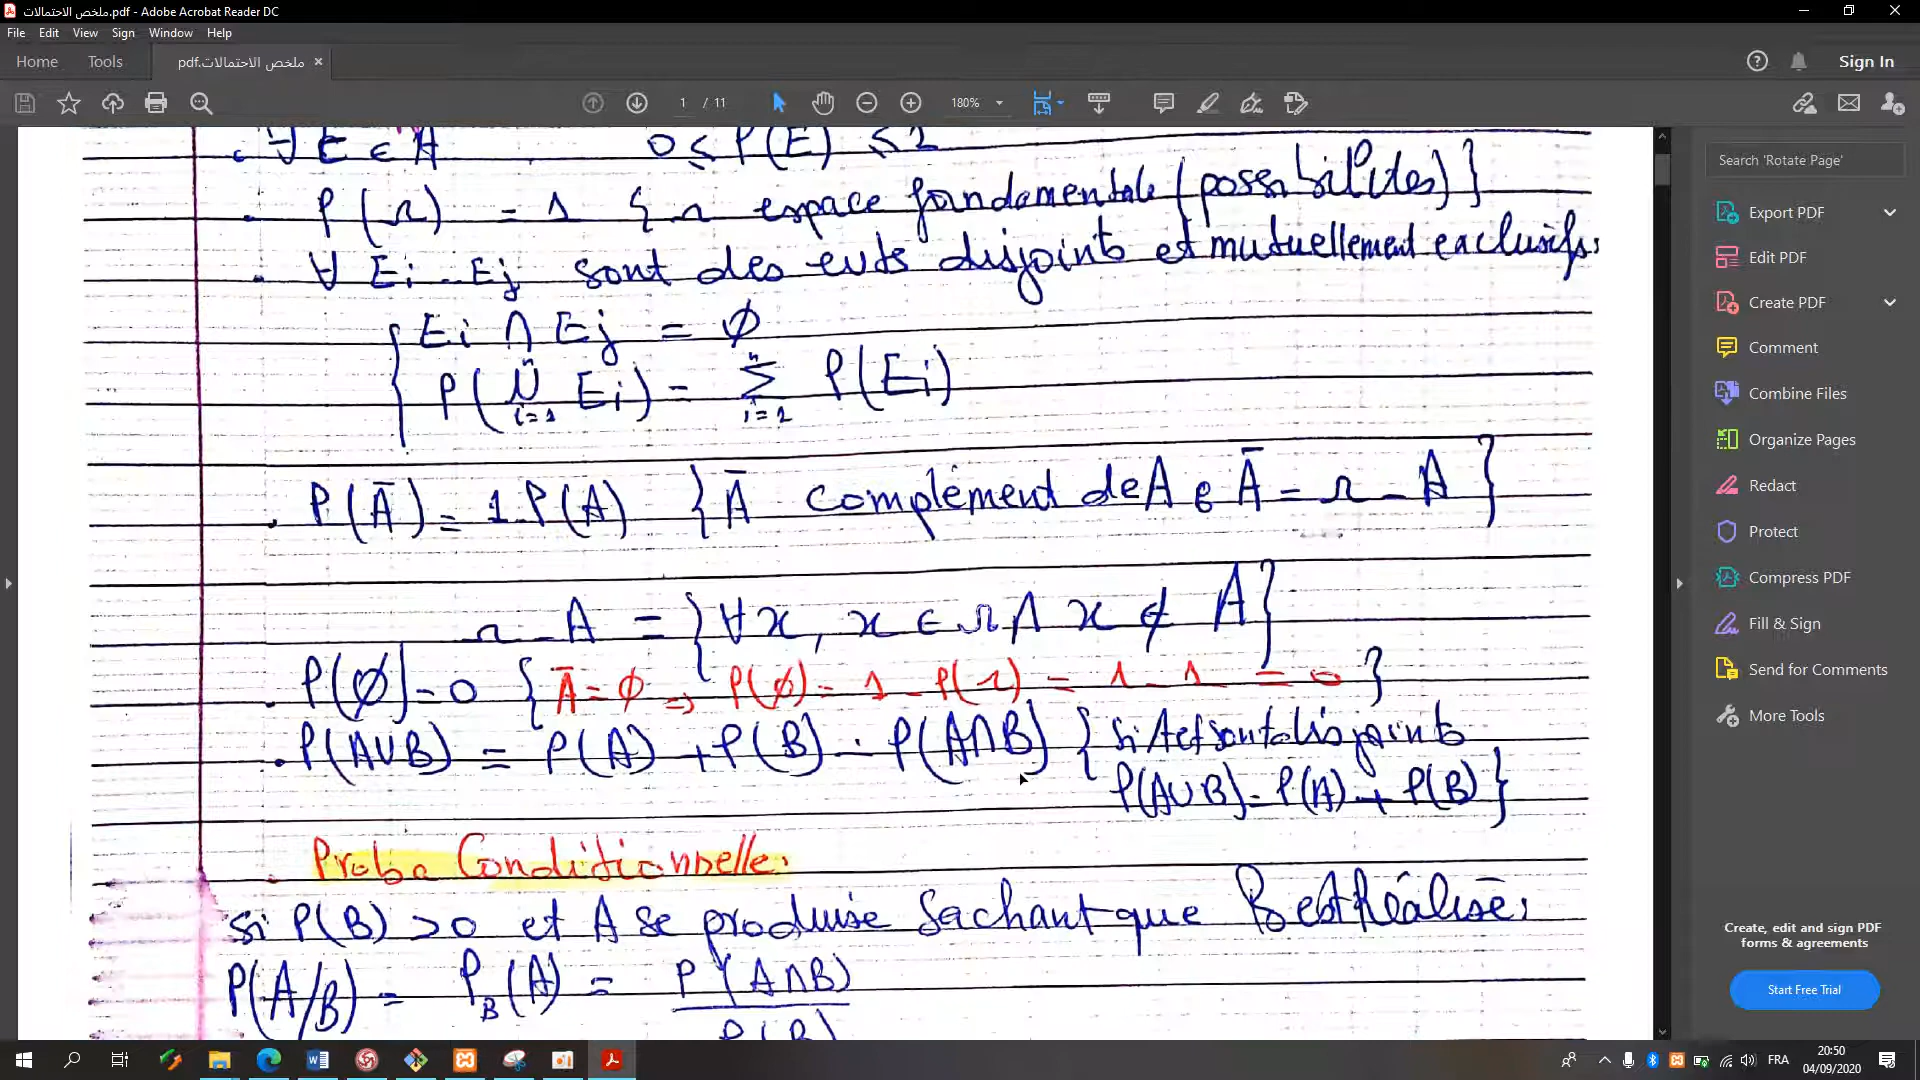 ملخص الاحتمالات.pdf - Adobe Acrobat Reader DC
File Edit View Sign Window Help
Home Tools ملخص الاحتمالات.pdf × Sign In
1 / 11 180%
. ∀ E ∈ A 0 ≤ P(E) ≤ 1
. P(Ω) = 1 { Ω espace fondamentale (possibilités) }
. ∀ Ei .. Ej sont des evts disjoints et mutuellement exclusifs:
{ Ei ∩ Ej = ∅
P(⋃ i=1 n Ei) = ∑ i=1 n P(Ei)
. P(Ā) = 1 - P(A) { Ā complément de A e Ā = Ω - A }
Ω - A = { ∀x, x ∈ Ω ∧ x ∉ A }
. P(∅) = 0 { Ā = ∅ => P(∅) = 1 - P(Ω) = 1 - 1 = 0 }
. P(A∪B) = P(A) + P(B) - P(A∩B) { si A et sont disjoints
P(A∪B) = P(A) + P(B) }
. Proba Conditionnelle:
si P(B) > 0 et A se produise Sachant que B est Réalisé:
P(A/B) = P_B(A) = P(A∩B)
P(B)
Search 'Rotate Page'
Export PDF
Edit PDF
Create PDF
Comment
Combine Files
Organize Pages
Redact
Protect
Compress PDF
Fill & Sign
Send for Comments
More Tools
Create, edit and sign PDF
forms & agreements
Start Free Trial
FRA
20:50
04/09/2020